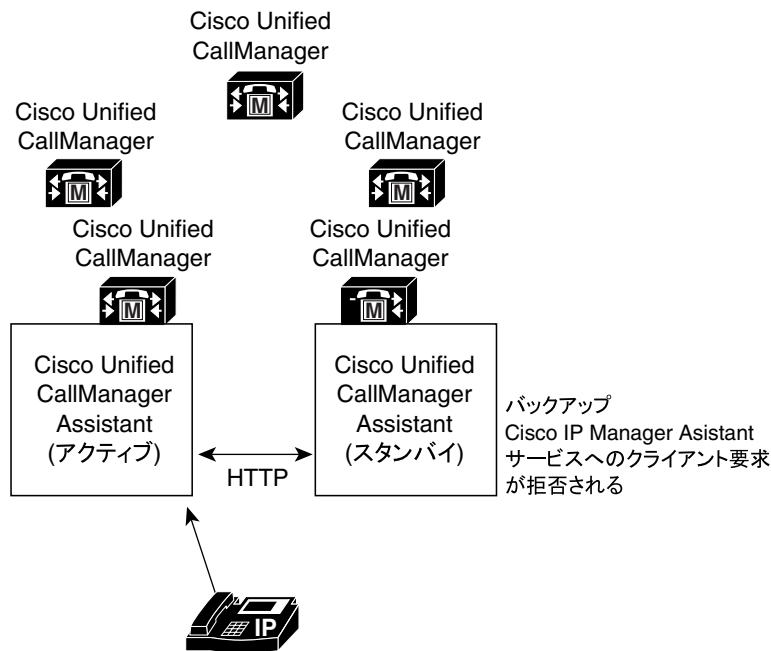 Cisco Unified
CallManager
M
Cisco Unified
CallManager
M
Cisco Unified
CallManager
M
Cisco Unified
CallManager
M
Cisco Unified
CallManager
M
Cisco Unified
CallManager
Assistant
(アクティブ)
HTTP
Cisco Unified
CallManager
Assistant
(スタンバイ)
バックアップ
Cisco IP Manager Asistant
サービスへのクライアント要求
が拒否される
IP